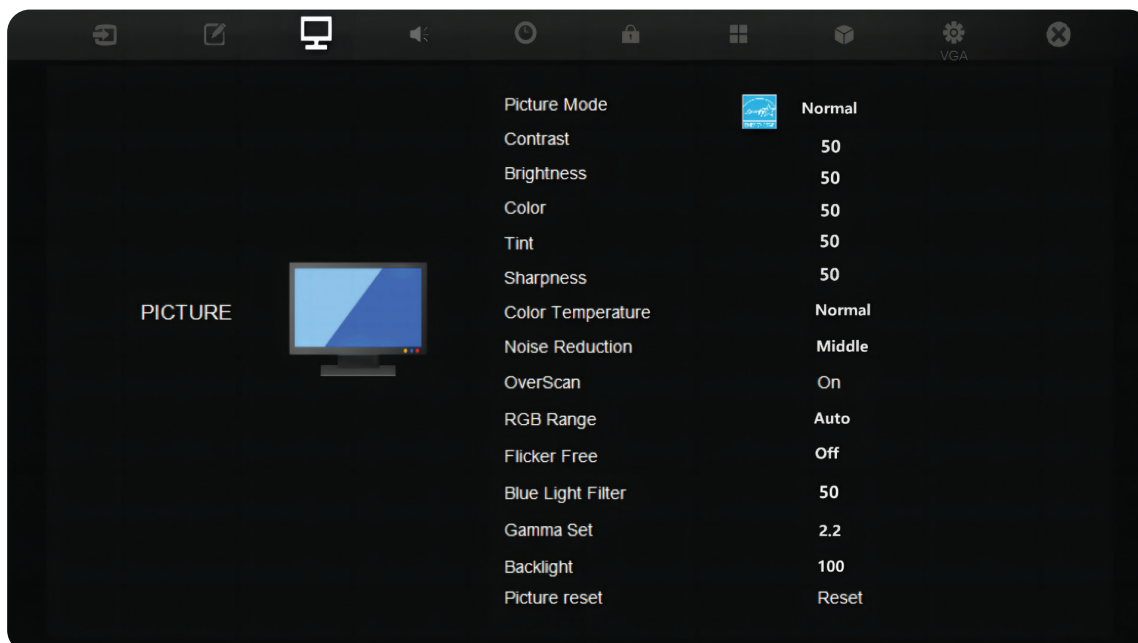 VGA
Picture Mode Normal
Contrast 50
Brightness 50
Color 50
Tint 50
Sharpness 50
PICTURE
Color Temperature Normal
Noise Reduction Middle
OverScan On
RGB Range Auto
Flicker Free Off
Blue Light Filter 50
Gamma Set 2.2
Backlight 100
Picture reset Reset